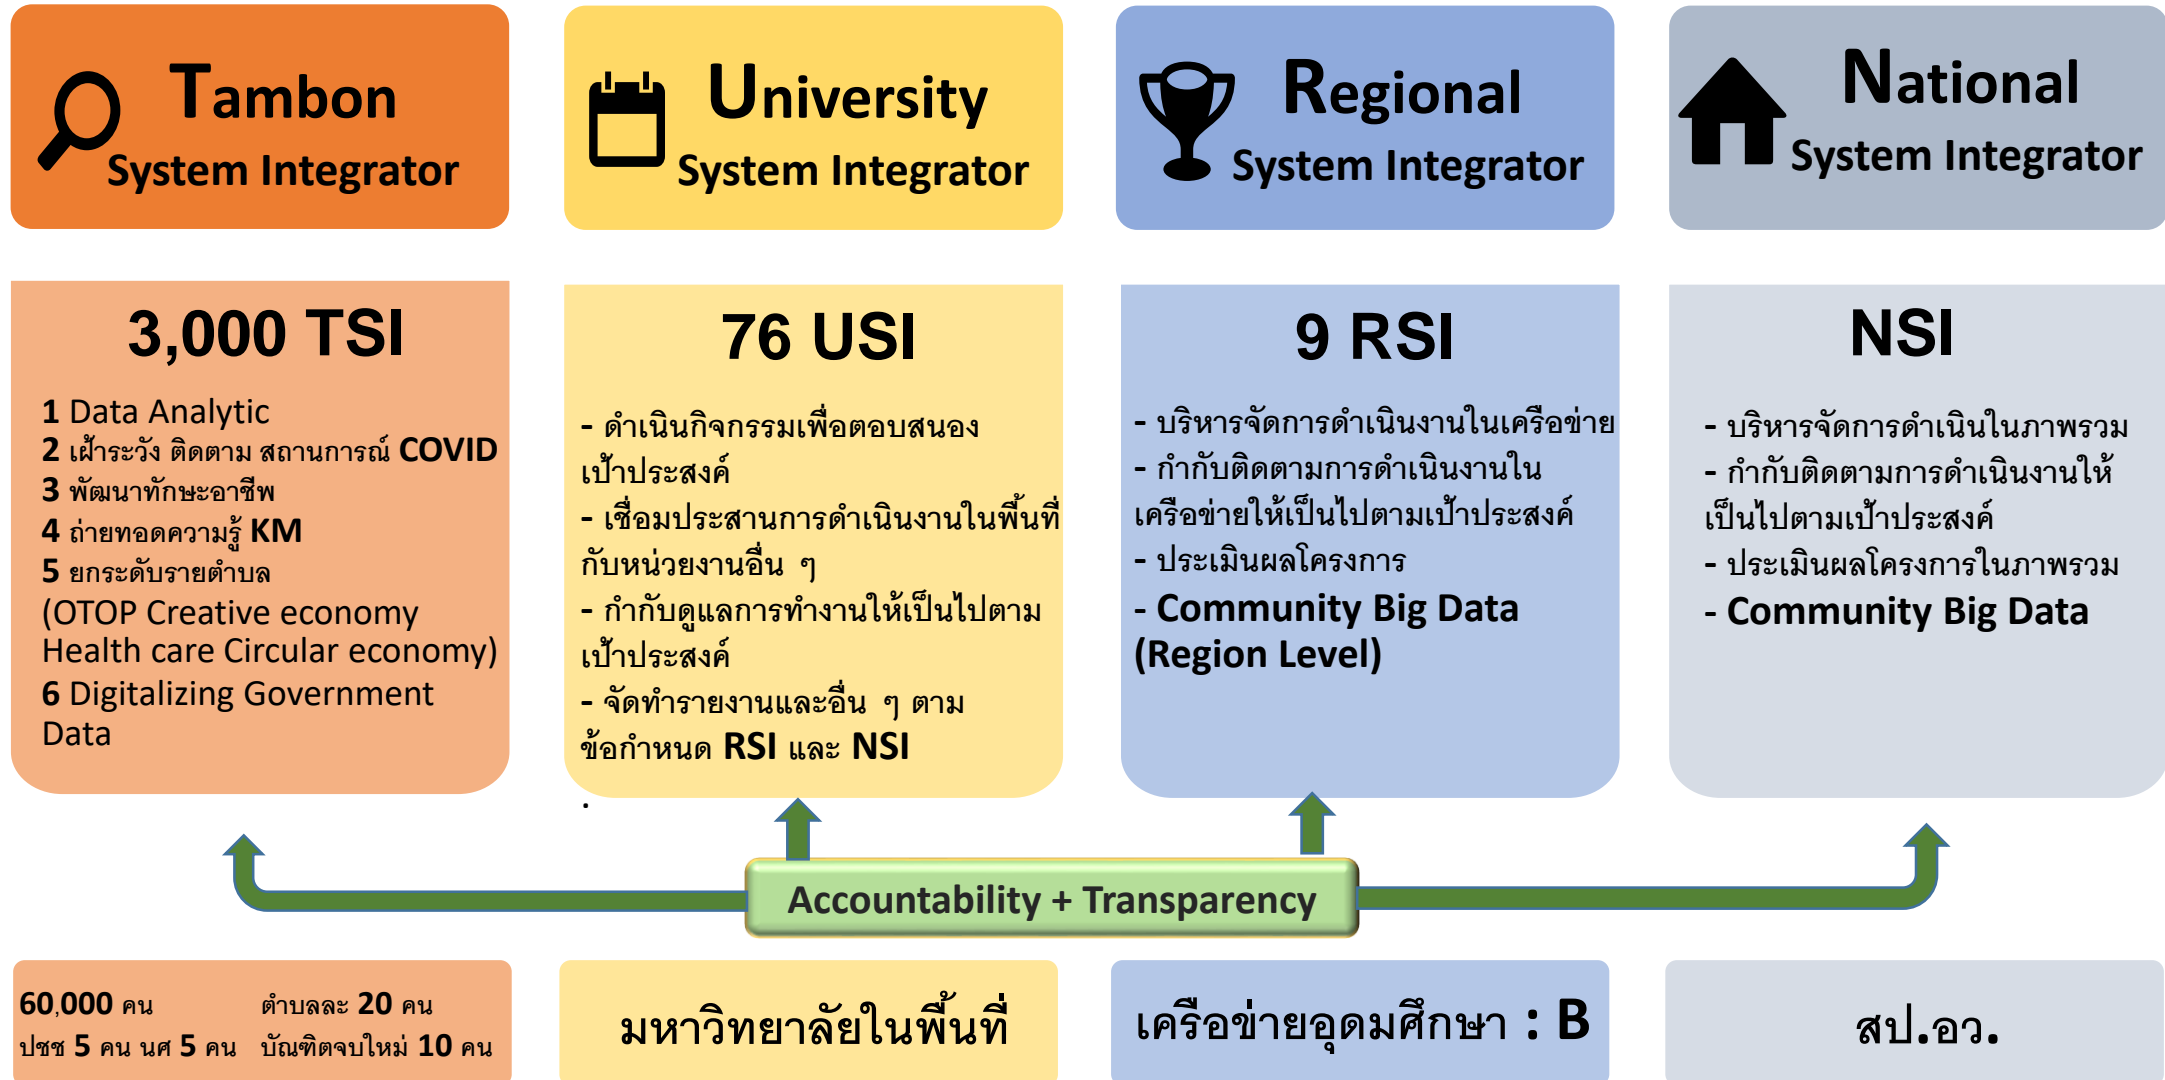 Tambon
System Integrator
University
System Integrator
Regional
System Integrator
National
System Integrator
3,000 TSI
1 Data Analytic
2 เฝ้าระวัง ติดตาม สถานการณ์ COVID
3 พัฒนาทักษะอาชีพ
4 ถ่ายทอดความรู้ KM
5 ยกระดับรายตำบล
(OTOP Creative economy
Health care Circular economy)
6 Digitalizing Government
Data
76 USI
- ดำเนินกิจกรรมเพื่อตอบสนอง
เป้าประสงค์
- เชื่อมประสานการดำเนินงานในพื้นที่
กับหน่วยงานอื่น ๆ
- กำกับดูแลการทำงานให้เป็นไปตาม
เป้าประสงค์
- จัดทำรายงานและอื่น ๆ ตาม
ข้อกำหนด RSI และ NSI
.
9 RSI
- บริหารจัดการดำเนินงานในเครือข่าย
- กำกับติดตามการดำเนินงานใน
เครือข่ายให้เป็นไปตามเป้าประสงค์
- ประเมินผลโครงการ
- Community Big Data
(Region Level)
NSI
- บริหารจัดการดำเนินในภาพรวม
- กำกับติดตามการดำเนินงานให้
เป็นไปตามเป้าประสงค์
- ประเมินผลโครงการในภาพรวม
- Community Big Data
Accountability + Transparency
60,000 คน ตำบลละ 20 คน
ปชช 5 คน นศ 5 คน บัณฑิตจบใหม่ 10 คน
มหาวิทยาลัยในพื้นที่
เครือข่ายอุดมศึกษา : B
สป.อว.